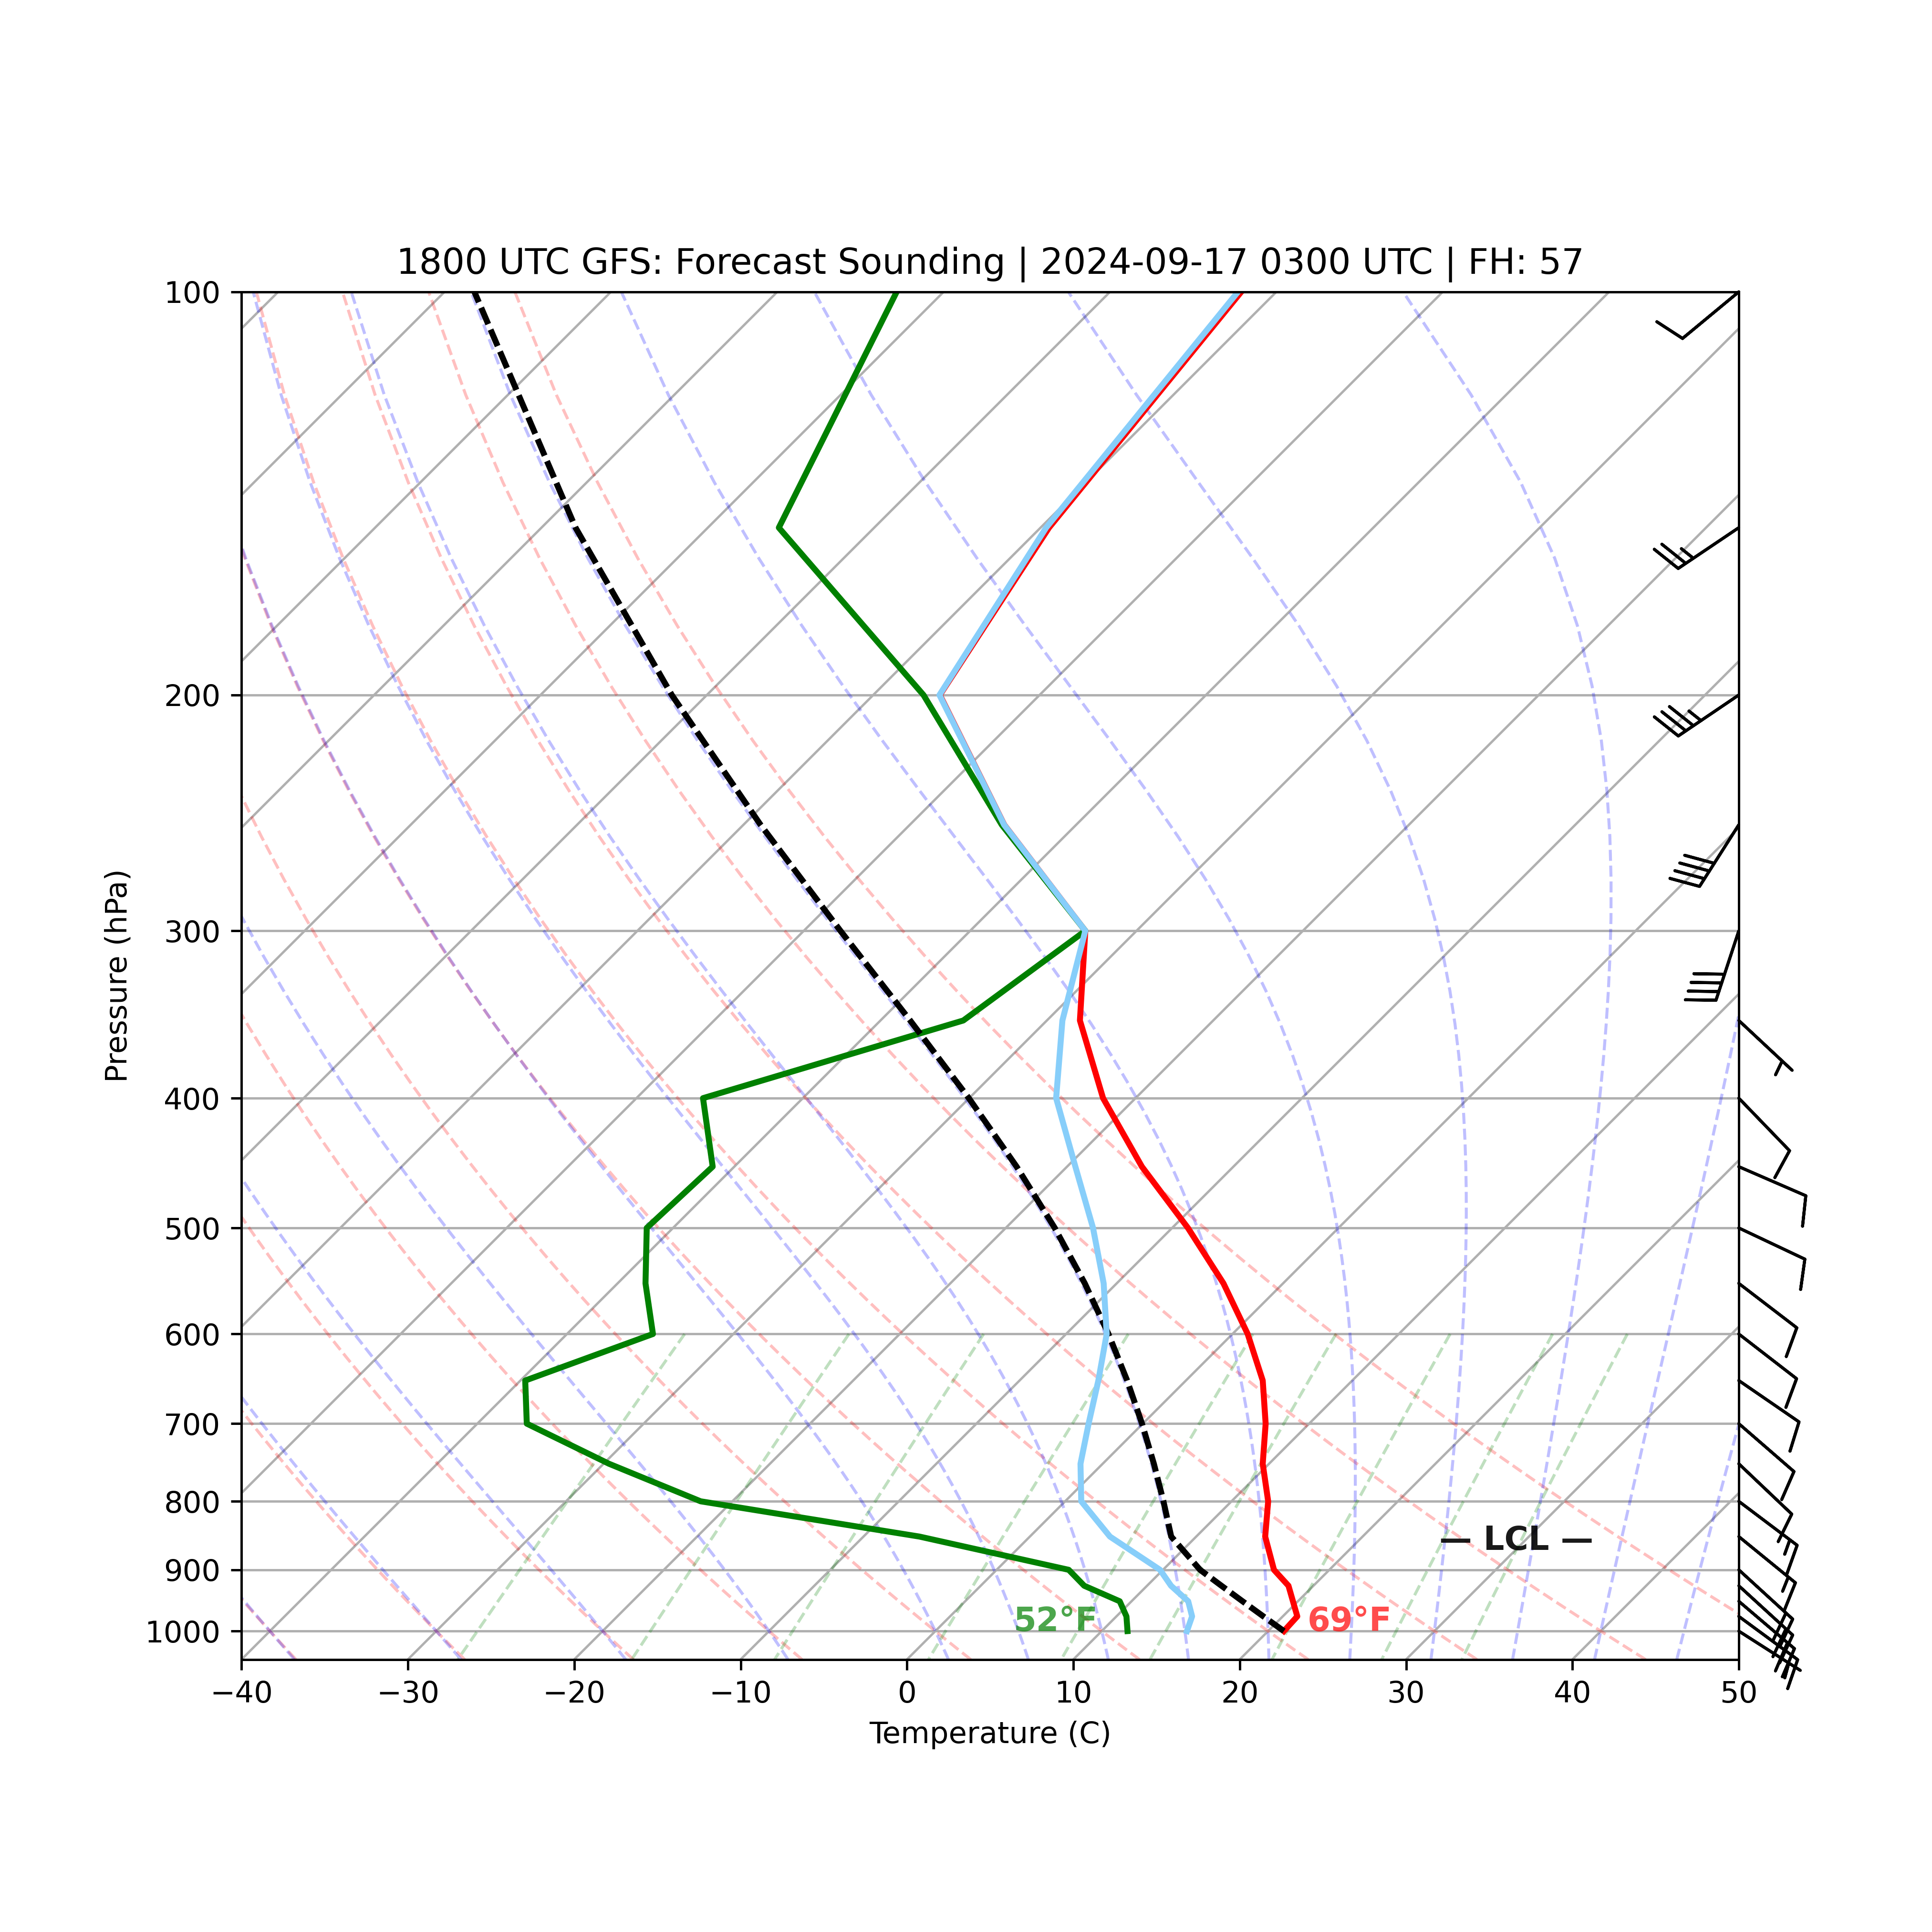 1800 UTC GFS: Forecast Sounding | 2024-09-17 0300 UTC | FH: 57
100
200
300
400
500
600
700
800
900
1000
Pressure (hPa)
— LCL —
52°F
69°F
−40 −30 −20 −10 0 10 20 30 40 50
Temperature (C)